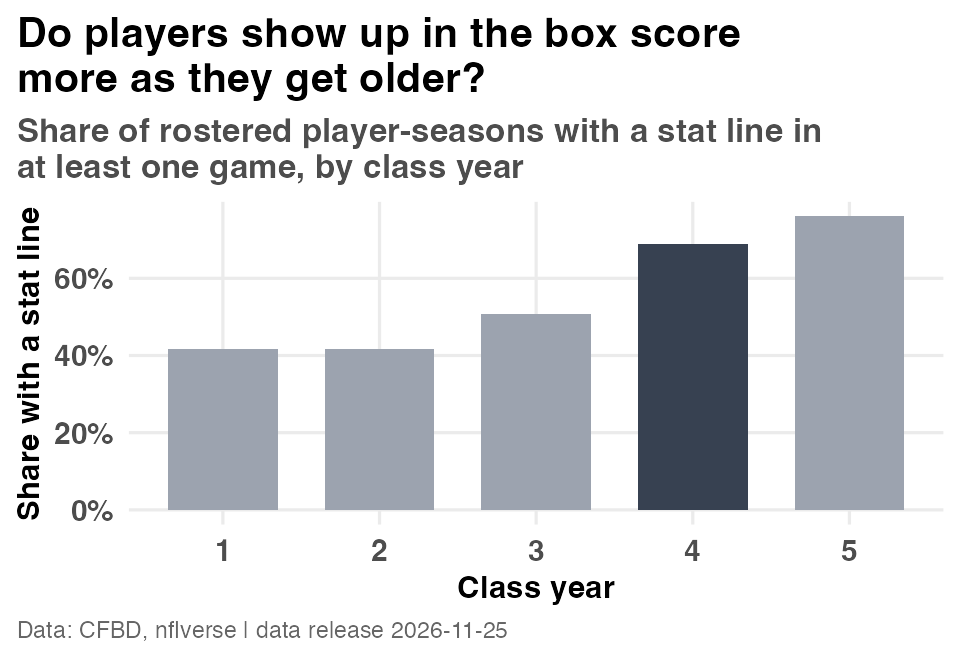 Do players show up in the box score
more as they get older?
Share of rostered player-seasons with a stat line in
at least one game, by class year
Share with a stat line
60%
40%
20%
0%
1
2
3
4
5
Class year
Data: CFBD, nflverse | data release 2026-11-25